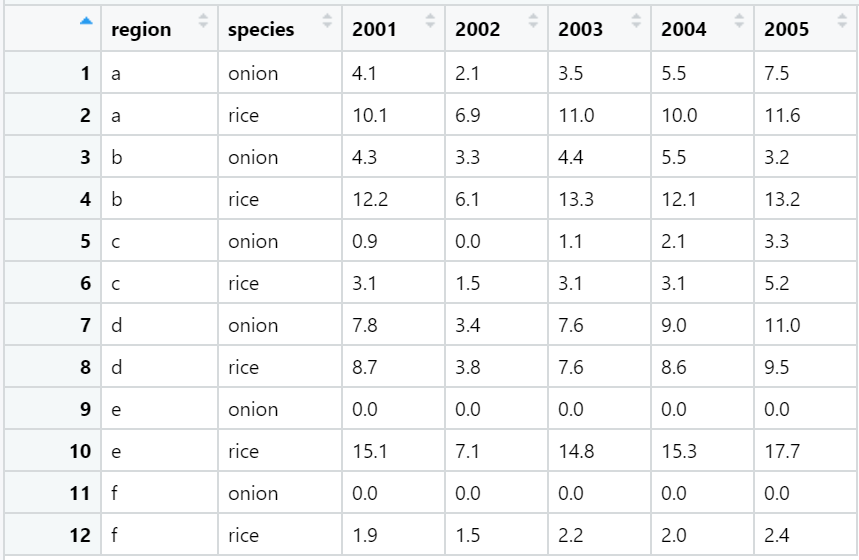 region species 2001 2002 2003 2004 2005
1 a onion 4.1 2.1 3.5 5.5 7.5
2 a rice 10.1 6.9 11.0 10.0 11.6
3 b onion 4.3 3.3 4.4 5.5 3.2
4 b rice 12.2 6.1 13.3 12.1 13.2
5 c onion 0.9 0.0 1.1 2.1 3.3
6 c rice 3.1 1.5 3.1 3.1 5.2
7 d onion 7.8 3.4 7.6 9.0 11.0
8 d rice 8.7 3.8 7.6 8.6 9.5
9 e onion 0.0 0.0 0.0 0.0 0.0
10 e rice 15.1 7.1 14.8 15.3 17.7
11 f onion 0.0 0.0 0.0 0.0 0.0
12 f rice 1.9 1.5 2.2 2.0 2.4